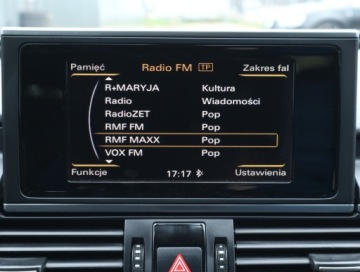 Pamięć Radio FM TP Zakres fal
R+MARYJA Kultura
Radio Wiadomości
RadioZET Pop
RMF FM Pop
RMF MAXX Pop
VOX FM Pop
Funkcje 17:17 Ustawienia